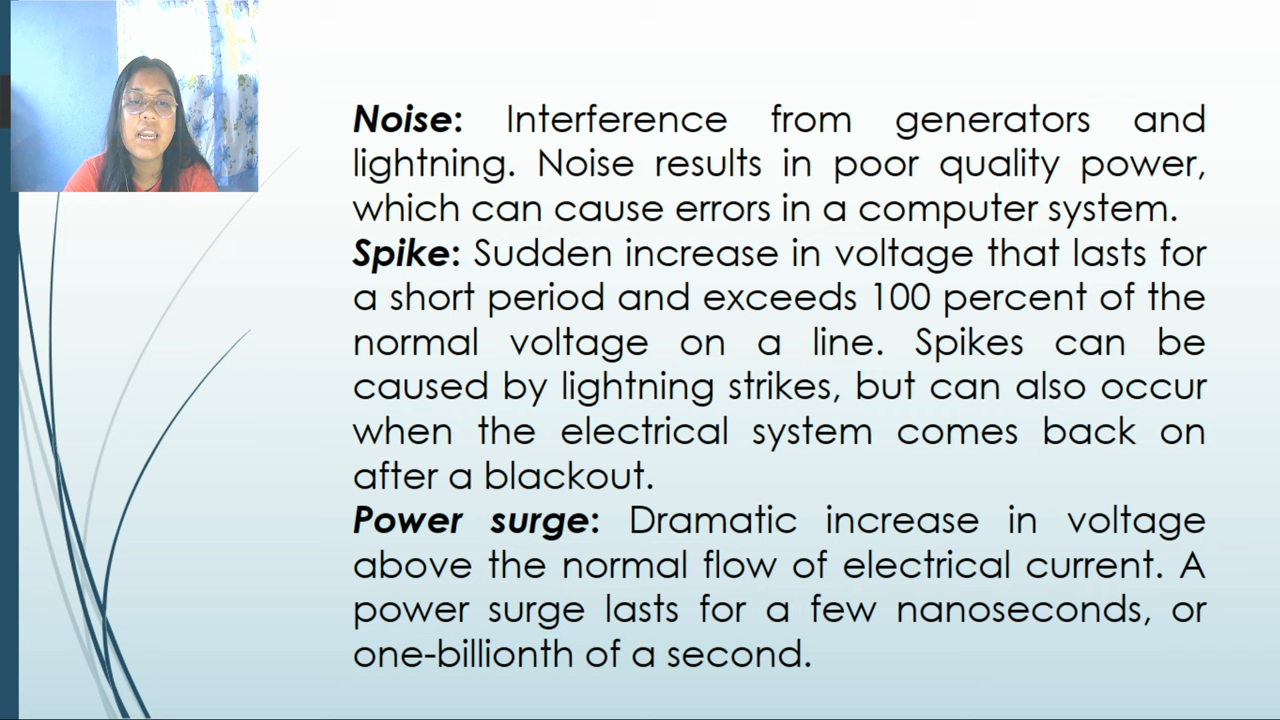 Noise: Interference from generators and
lightning. Noise results in poor quality power,
which can cause errors in a computer system.
Spike: Sudden increase in voltage that lasts for
a short period and exceeds 100 percent of the
normal voltage on a line. Spikes can be
caused by lightning strikes, but can also occur
when the electrical system comes back on
after a blackout.
Power surge: Dramatic increase in voltage
above the normal flow of electrical current. A
power surge lasts for a few nanoseconds, or
one-billionth of a second.